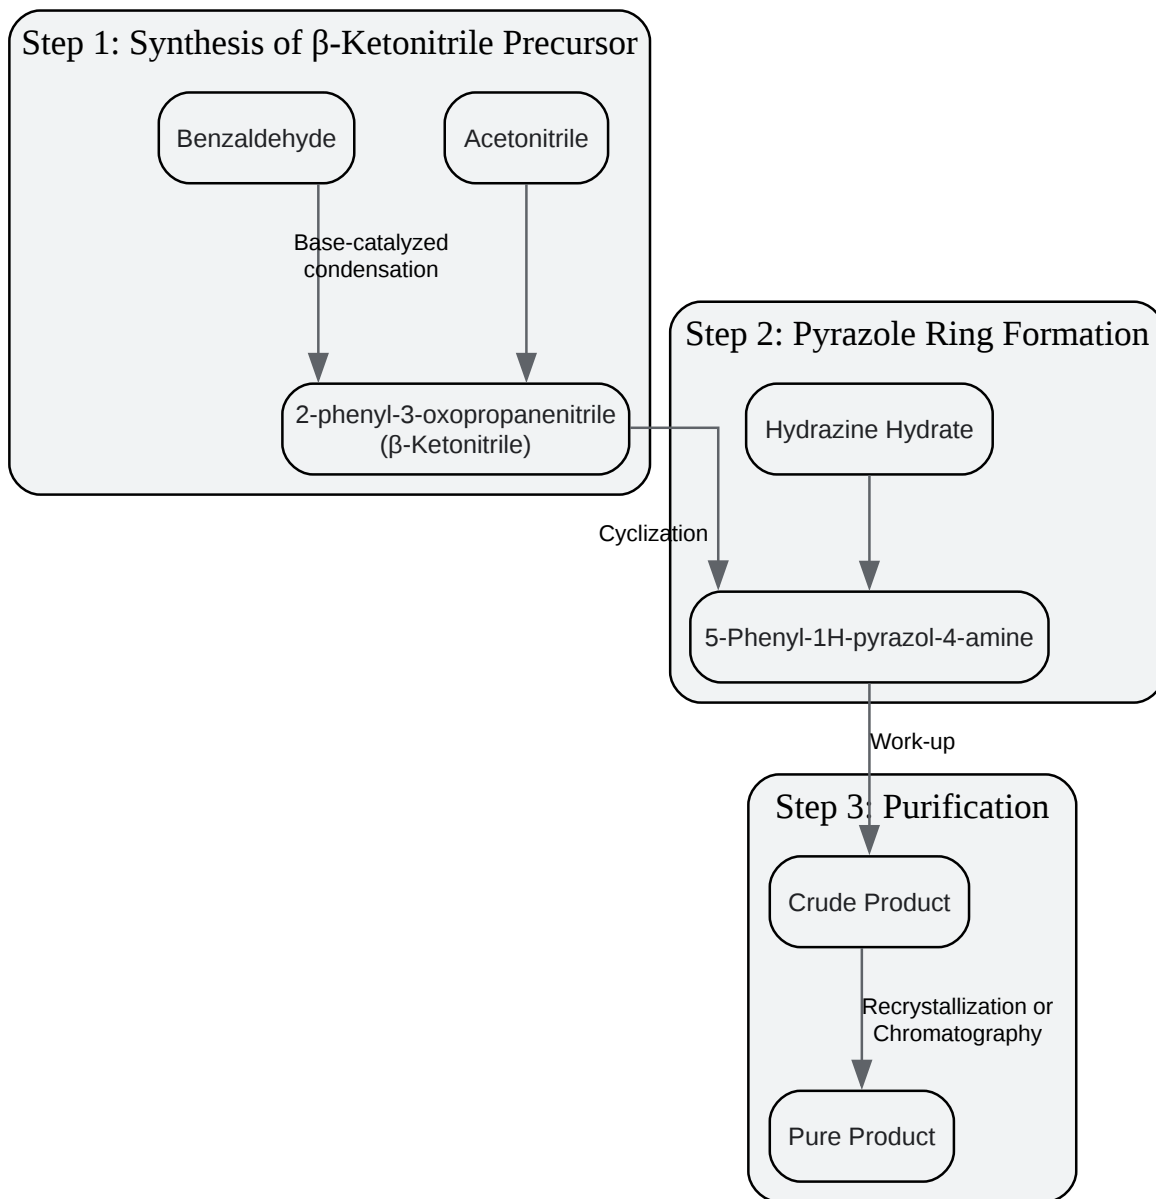 Step 1: Synthesis of β-Ketonitrile Precursor
Benzaldehyde
Acetonitrile
Base-catalyzed
condensation
2-phenyl-3-oxopropanenitrile
(β-Ketonitrile)
Step 2: Pyrazole Ring Formation
Hydrazine Hydrate
Cyclization
5-Phenyl-1H-pyrazol-4-amine
Work-up
Step 3: Purification
Crude Product
Recrystallization or
Chromatography
Pure Product